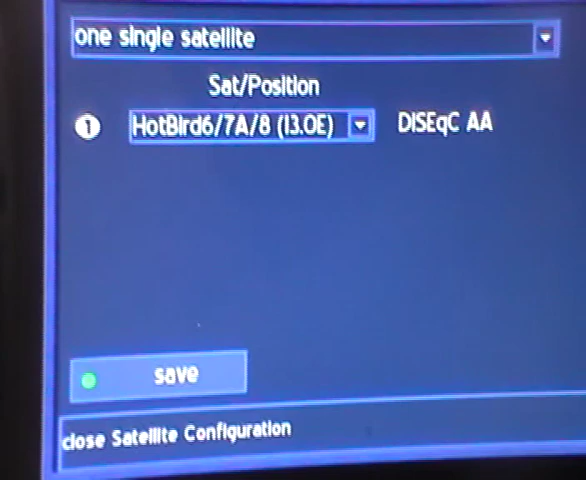 one single satellite
Sat/Position
1 HotBird6/7A/8 (13.0E) DISEqC AA
save
close Satellite Configuration